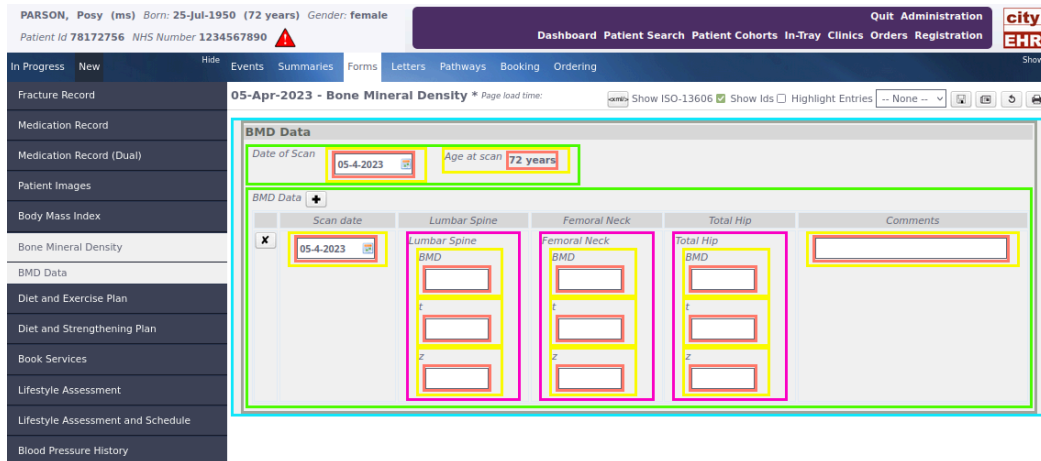 PARSON, Posy (ms) Born: 25-Jul-1950 (72 years) Gender: female
Patient Id 78172756 NHS Number 1234567890
Quit Administration
Dashboard Patient Search Patient Cohorts In-Tray Clinics Orders Registration
city
EHR
In Progress New Hide
Events Summaries Forms Letters Pathways Booking Ordering
Show
Fracture Record
Medication Record
Medication Record (Dual)
Patient Images
Body Mass Index
Bone Mineral Density
BMD Data
Diet and Exercise Plan
Diet and Strengthening Plan
Book Services
Lifestyle Assessment
Lifestyle Assessment and Schedule
Blood Pressure History
05-Apr-2023 - Bone Mineral Density * Page load time:
<xml/> Show ISO-13606 Show Ids Highlight Entries -- None --
BMD Data
Date of Scan 05-4-2023 Age at scan 72 years
BMD Data
Scan date Lumbar Spine Femoral Neck Total Hip Comments
05-4-2023
Lumbar Spine Femoral Neck Total Hip
BMD BMD BMD
t t t
z z z